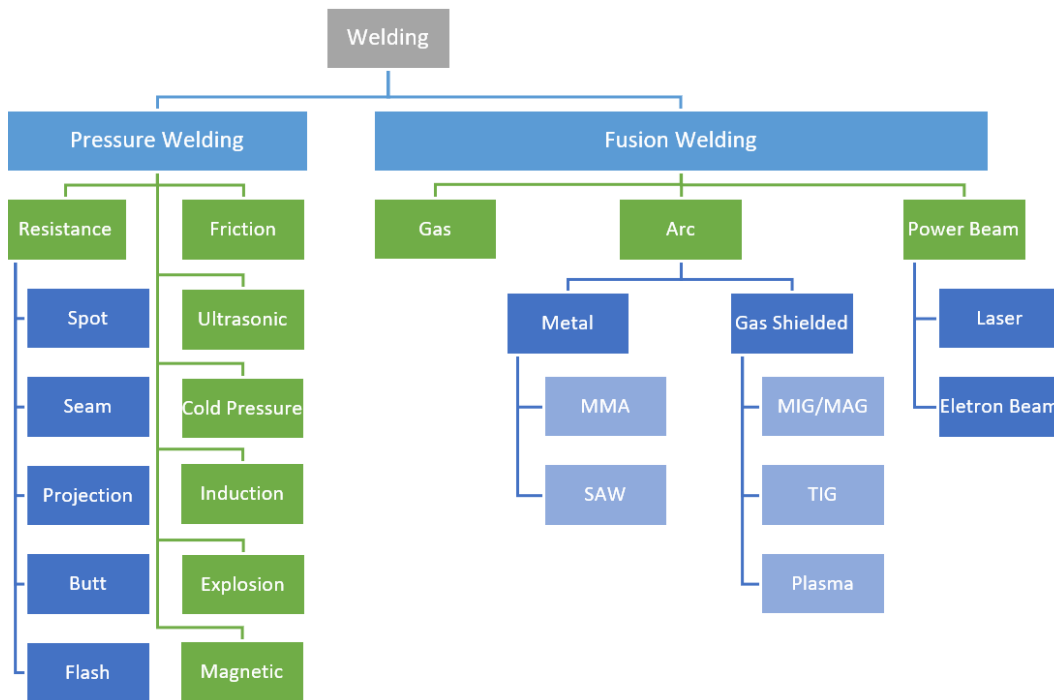 Welding
Pressure Welding
Fusion Welding
Resistance
Friction
Gas
Arc
Power Beam
Spot
Ultrasonic
Metal
Gas Shielded
Laser
Seam
Cold Pressure
MMA
MIG/MAG
Eletron Beam
Projection
Induction
SAW
TIG
Butt
Explosion
Plasma
Flash
Magnetic